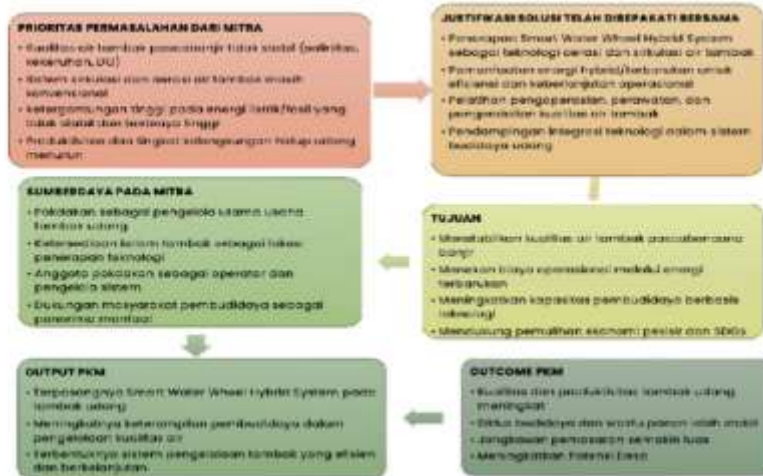 PRIORITAS PERMASALAHAN DARI MITRA
• Kualitas air tambak pascabanjir tidak stabil (salinitas,
kekeruhan, DO)
• Sistem sirkulasi dan aerasi air tambak masih
konvensional
• Ketergantungan tinggi pada energi listrik/fosil yang
tidak stabil dan berbiaya tinggi
• Produktivitas dan tingkat kelangsungan hidup udang
menurun
JUSTIFIKASI SOLUSI TELAH DISEPAKATI BERSAMA
• Penerapan Smart Water Wheel Hybrid System
sebagai teknologi aerasi dan sirkulasi air tambak
• Pemanfaatan energi hybrid/terbarukan untuk
efisiensi dan keberlanjutan operasional
• Pelatihan pengoperasian, perawatan, dan
pengendalian kualitas air tambak
• Pendampingan integrasi teknologi dalam sistem
budidaya udang
SUMBERDAYA PADA MITRA
• Pokdakan sebagai pengelola utama usaha
tambak udang
• Ketersediaan kolam tambak sebagai lokasi
penerapan teknologi
• Anggota pokdakan sebagai operator dan
pengelola sistem
• Dukungan masyarakat pembudidaya sebagai
penerima manfaat
TUJUAN
• Menstabilkan kualitas air tambak pascabencana
banjir
• Menekan biaya operasional melalui energi
terbarukan
• Meningkatkan kapasitas pembudidaya berbasis
teknologi
• Mendukung pemulihan ekonomi pesisir dan SDGs
OUTPUT PKM
• Terpasangnya Smart Water Wheel Hybrid System pada
tambak udang
• Meningkatnya keterampilan pembudidaya dalam
pengelolaan kualitas air
• Terbentuknya sistem pengelolaan tambak yang efisien
dan berkelanjutan
OUTCOME PKM
• Kualitas dan produktivitas tambak udang
meningkat
• Siklus budidaya dan waktu panen lebih stabil
• Jangkauan pemasaran semakin luas
• Meningkatkan Potensi Desa